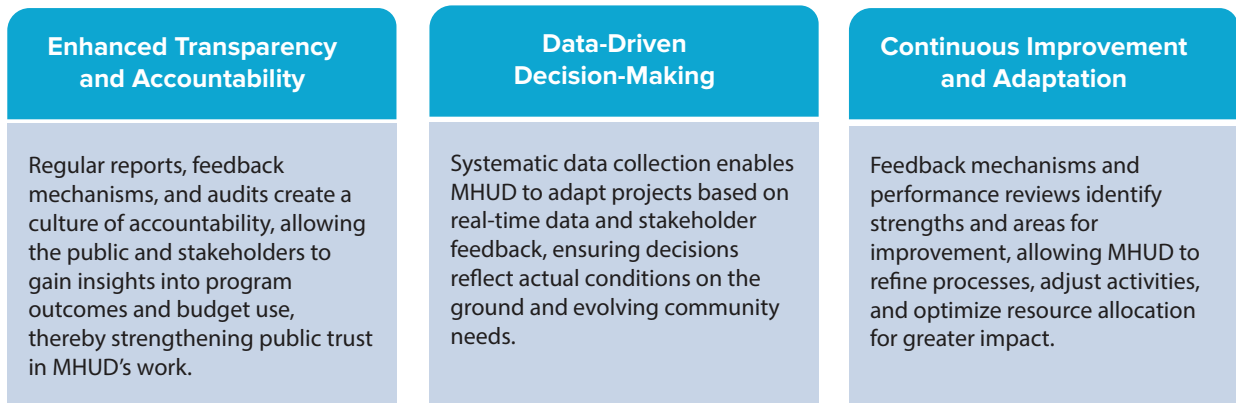 Enhanced Transparency
and Accountability
Regular reports, feedback
mechanisms, and audits create a
culture of accountability, allowing
the public and stakeholders to
gain insights into program
outcomes and budget use,
thereby strengthening public trust
in MHUD’s work.
Data-Driven
Decision-Making
Systematic data collection enables
MHUD to adapt projects based on
real-time data and stakeholder
feedback, ensuring decisions
reflect actual conditions on the
ground and evolving community
needs.
Continuous Improvement
and Adaptation
Feedback mechanisms and
performance reviews identify
strengths and areas for
improvement, allowing MHUD to
refine processes, adjust activities,
and optimize resource allocation
for greater impact.